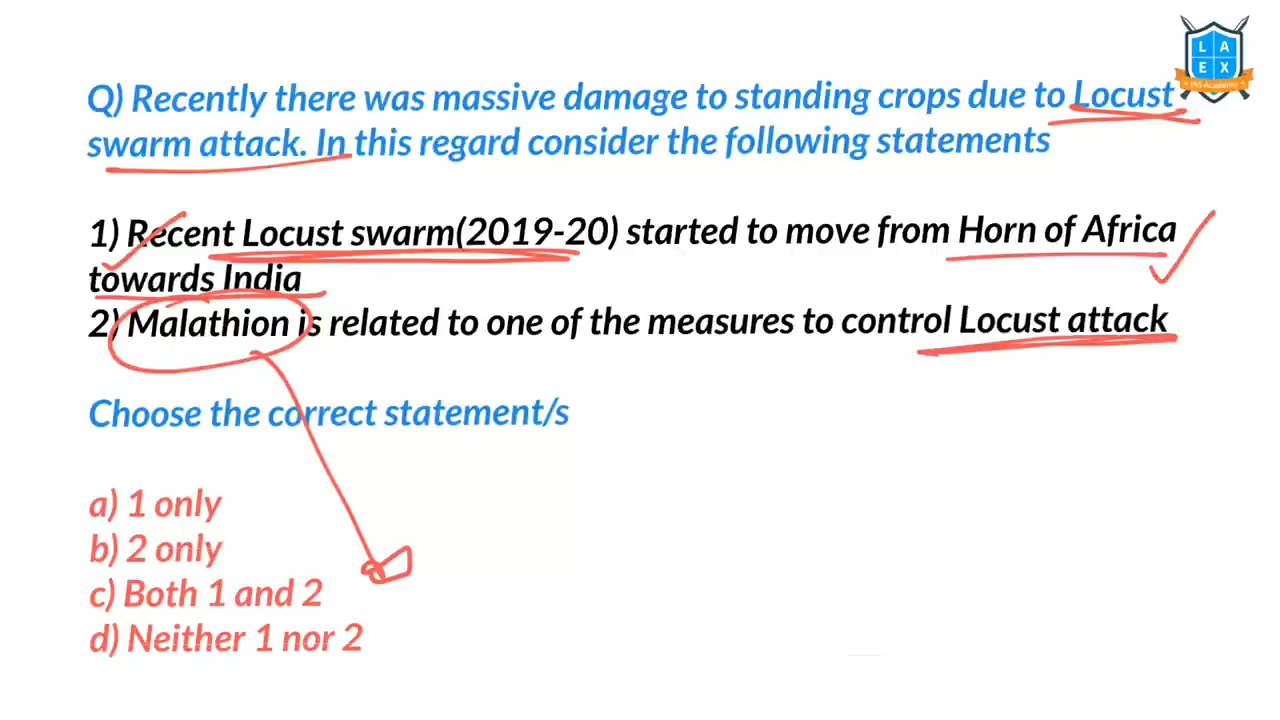 L A
E X
IAS Academy
Q) Recently there was massive damage to standing crops due to Locust
swarm attack. In this regard consider the following statements
1) Recent Locust swarm(2019-20) started to move from Horn of Africa
towards India
2) Malathion is related to one of the measures to control Locust attack
Choose the correct statement/s
a) 1 only
b) 2 only
c) Both 1 and 2
d) Neither 1 nor 2